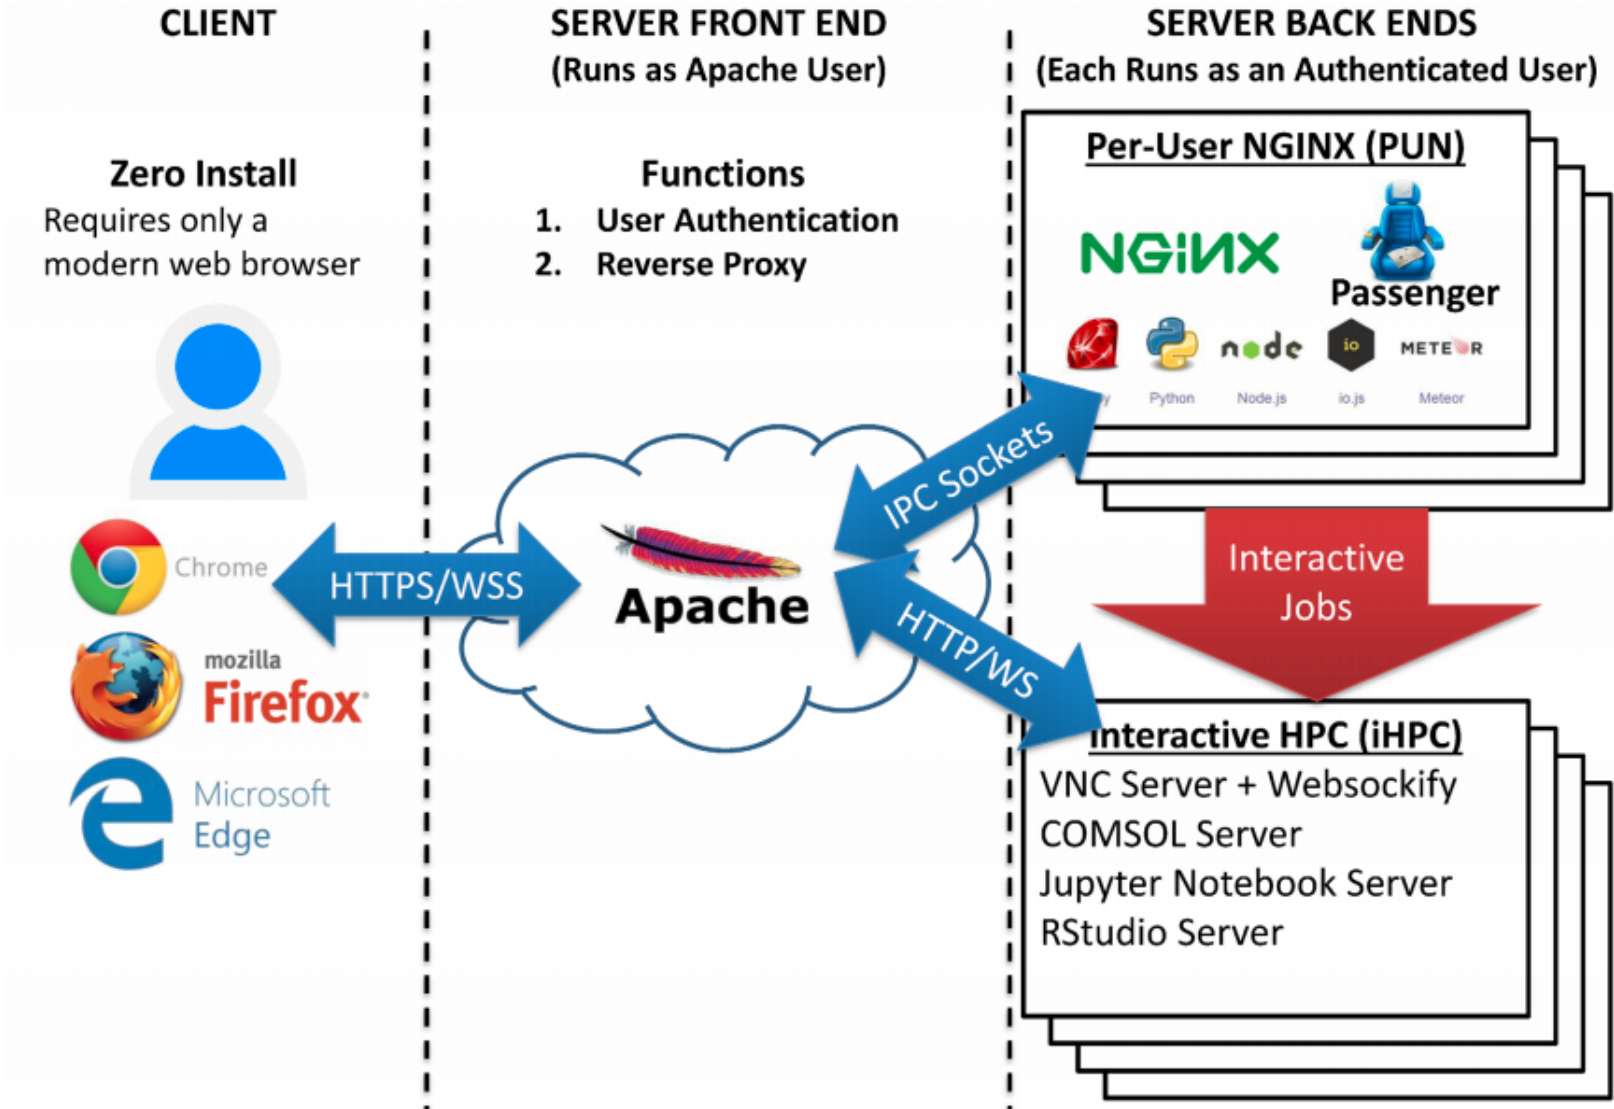 CLIENT
Zero Install
Requires only a
modern web browser
Chrome
mozilla
Firefox
Microsoft
Edge
HTTPS/WSS
SERVER FRONT END
(Runs as Apache User)
Functions
1. User Authentication
2. Reverse Proxy
Apache
IPC Sockets
HTTP/WS
SERVER BACK ENDS
(Each Runs as an Authenticated User)
Per-User NGINX (PUN)
NGINX
Passenger
node
io
METEOR
Python
Node.js
io.js
Meteor
Interactive
Jobs
Interactive HPC (iHPC)
VNC Server + Websockify
COMSOL Server
Jupyter Notebook Server
RStudio Server